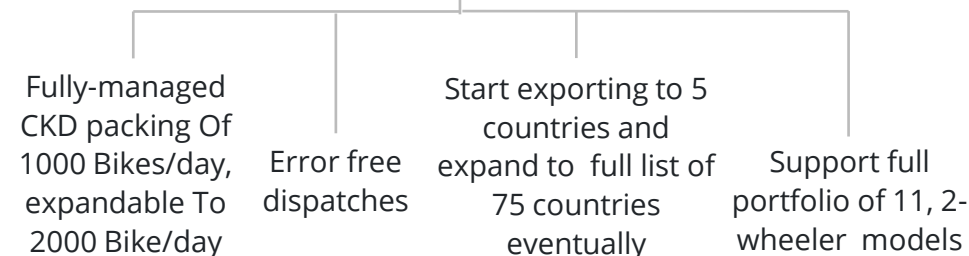 Fully-managed
CKD packing Of
1000 Bikes/day,
expandable To
2000 Bike/day
Error free
dispatches
Start exporting to 5
countries and
expand to full list of
75 countries
eventually
Support full
portfolio of 11, 2-
wheeler models